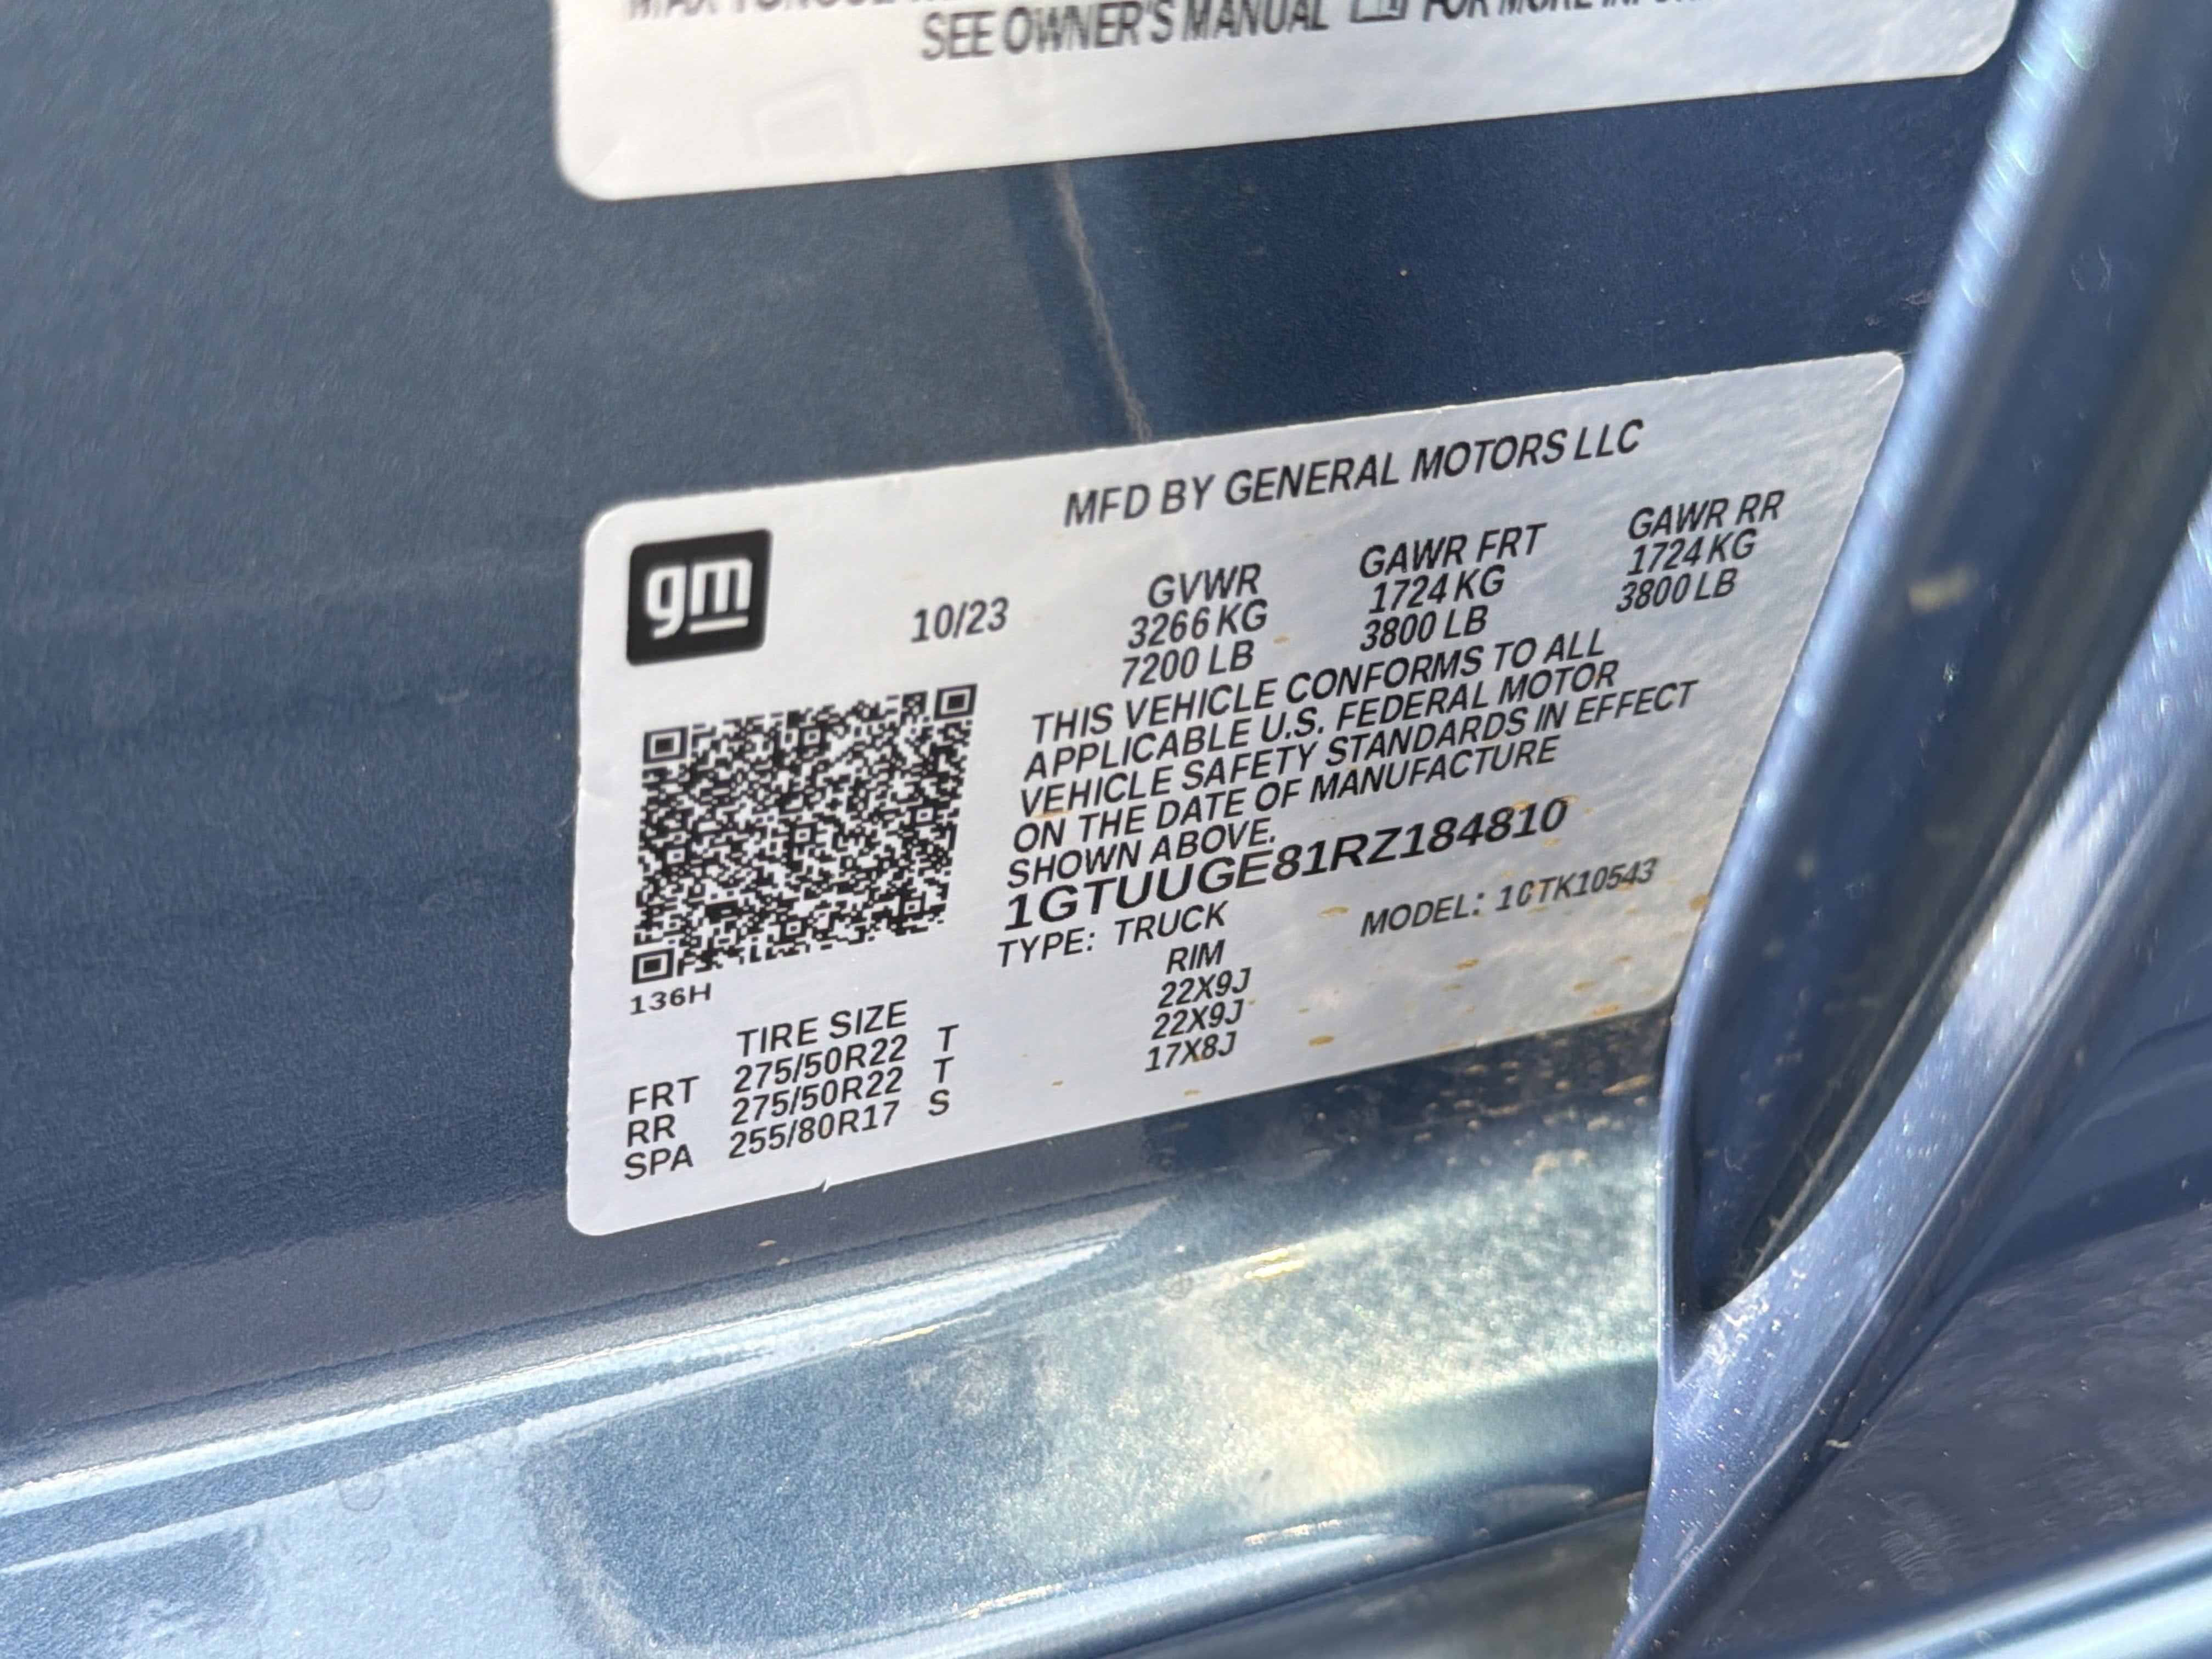 SEE OWNER'S MANUAL FOR MORE
MFD BY GENERAL MOTORS LLC
gm
10/23
GVWR GAWR FRT GAWR RR
3266 KG 1724 KG 1724 KG
7200 LB 3800 LB 3800 LB
THIS VEHICLE CONFORMS TO ALL
APPLICABLE U.S. FEDERAL MOTOR
VEHICLE SAFETY STANDARDS IN EFFECT
ON THE DATE OF MANUFACTURE
SHOWN ABOVE.
1GTUUGE81RZ184810
TYPE: TRUCK MODEL: 1GTK10543
136H
TIRE SIZE RIM
FRT 275/50R22 T 22X9J
RR 275/50R22 T 22X9J
SPA 255/80R17 S 17X8J